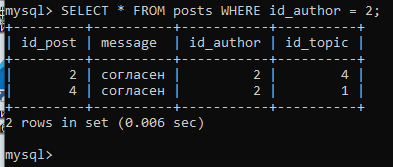 mysql> SELECT * FROM posts WHERE id_author = 2;
+---------+----------+-----------+----------+
| id_post | message  | id_author | id_topic |
+---------+----------+-----------+----------+
|       2 | согласен |         2 |        4 |
|       4 | согласен |         2 |        1 |
+---------+----------+-----------+----------+
2 rows in set (0.006 sec)
mysql>